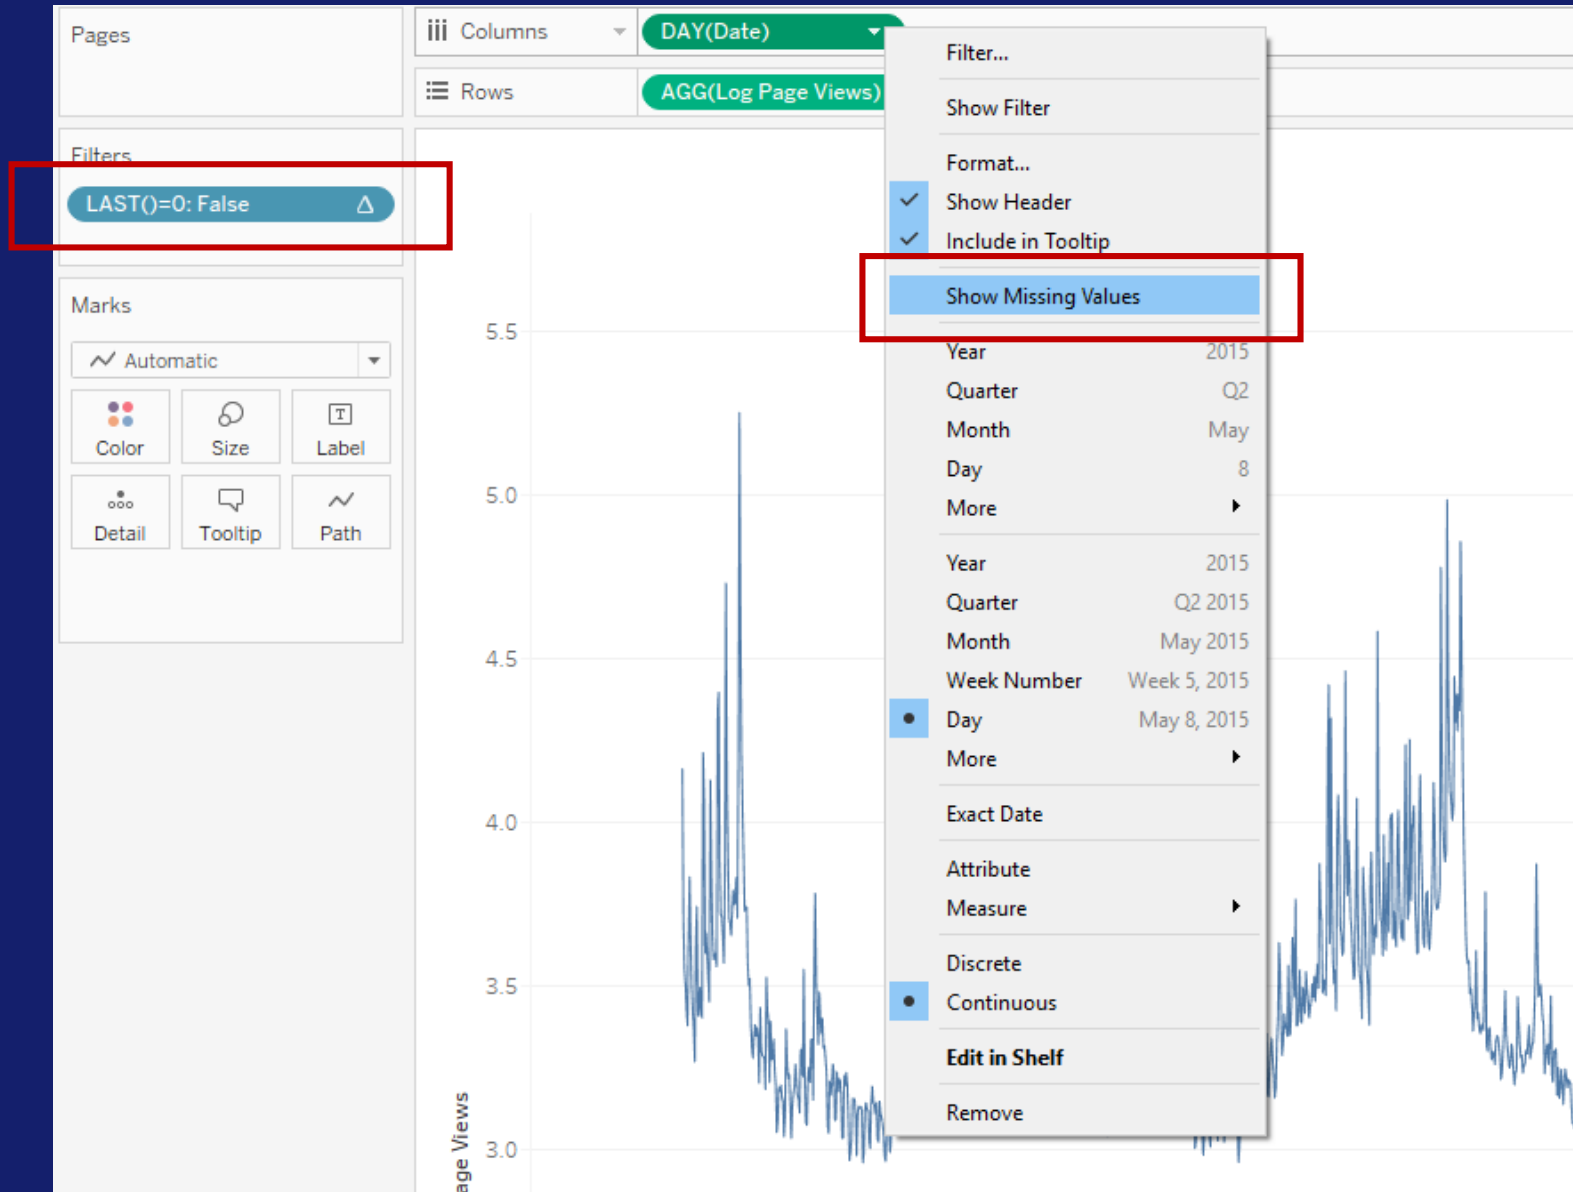 Pages
Columns
DAY(Date)
Rows
AGG(Log Page Views)
Filters
LAST()=0: False
Δ
Marks
Automatic
Color
Size
T
Label
Detail
Tooltip
Path
Filter...
Show Filter
Format...
Show Header
Include in Tooltip
Show Missing Values
Year 2015
Quarter Q2
Month May
Day 8
More
Year 2015
Quarter Q2 2015
Month May 2015
Week Number Week 5, 2015
Day May 8, 2015
More
Exact Date
Attribute
Measure
Discrete
Continuous
Edit in Shelf
Remove
5.5
5.0
4.5
4.0
3.5
3.0
Views